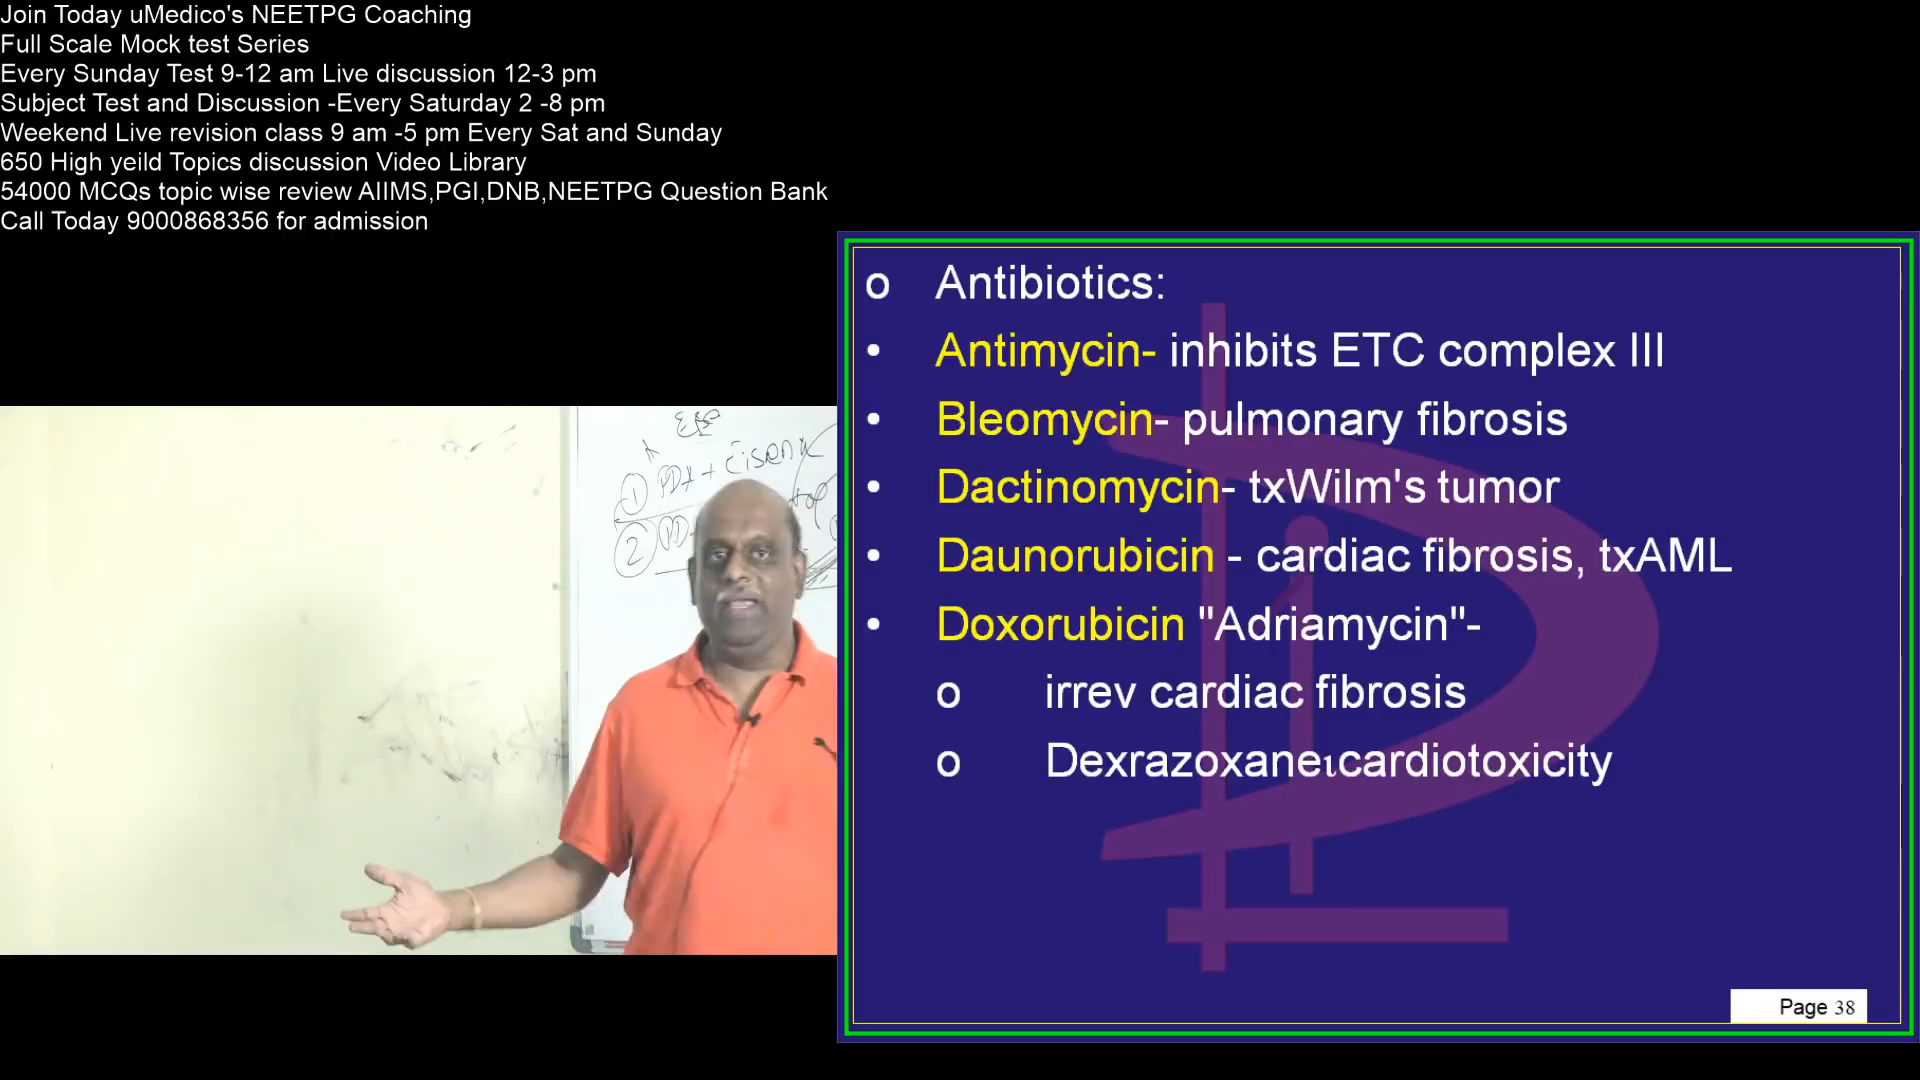 Join Today uMedico's NEETPG Coaching
Full Scale Mock test Series
Every Sunday Test 9-12 am Live discussion 12-3 pm
Subject Test and Discussion -Every Saturday 2 -8 pm
Weekend Live revision class 9 am -5 pm Every Sat and Sunday
650 High yeild Topics discussion Video Library
54000 MCQs topic wise review AIIMS,PGI,DNB,NEETPG Question Bank
Call Today 9000868356 for admission
o Antibiotics:
• Antimycin- inhibits ETC complex III
• Bleomycin- pulmonary fibrosis
• Dactinomycin- txWilm's tumor
• Daunorubicin - cardiac fibrosis, txAML
• Doxorubicin "Adriamycin"-
o irrev cardiac fibrosis
o Dexrazoxaneιcardiotoxicity
Page 38
1
2